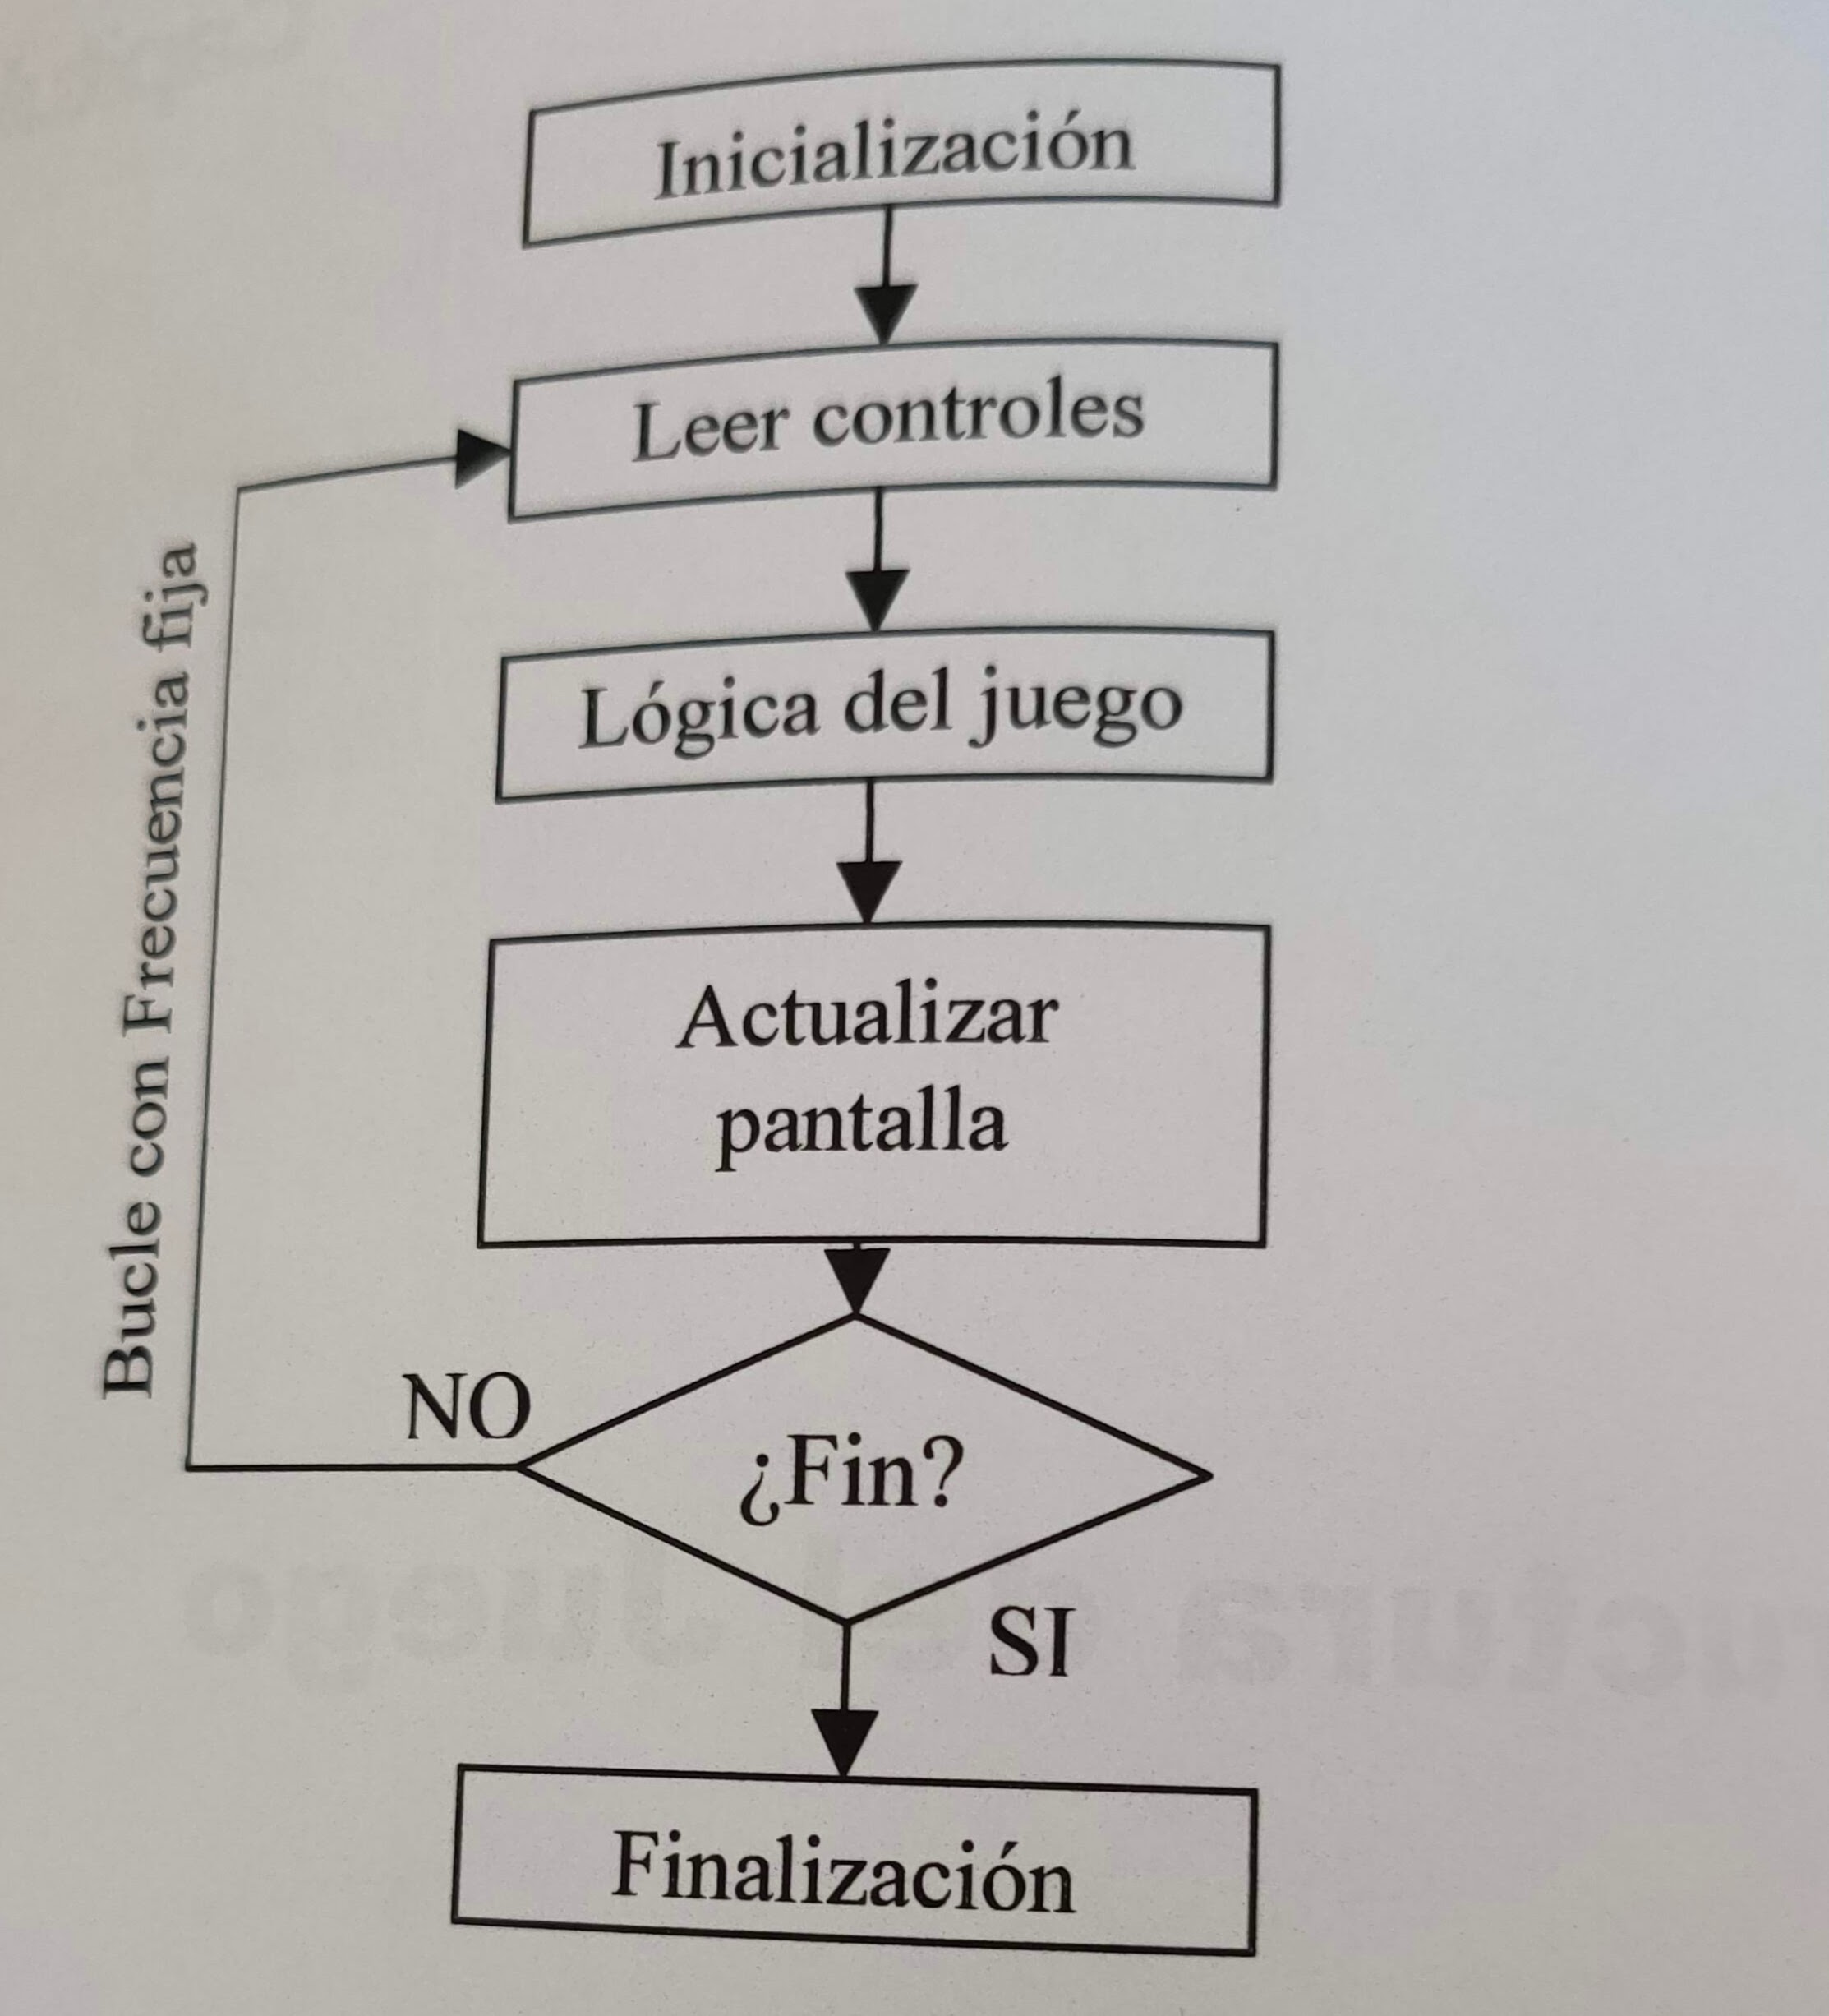 Inicialización
Leer controles
Lógica del juego
Actualizar
pantalla
¿Fin?
NO
SI
Finalización
Bucle con Frecuencia fija